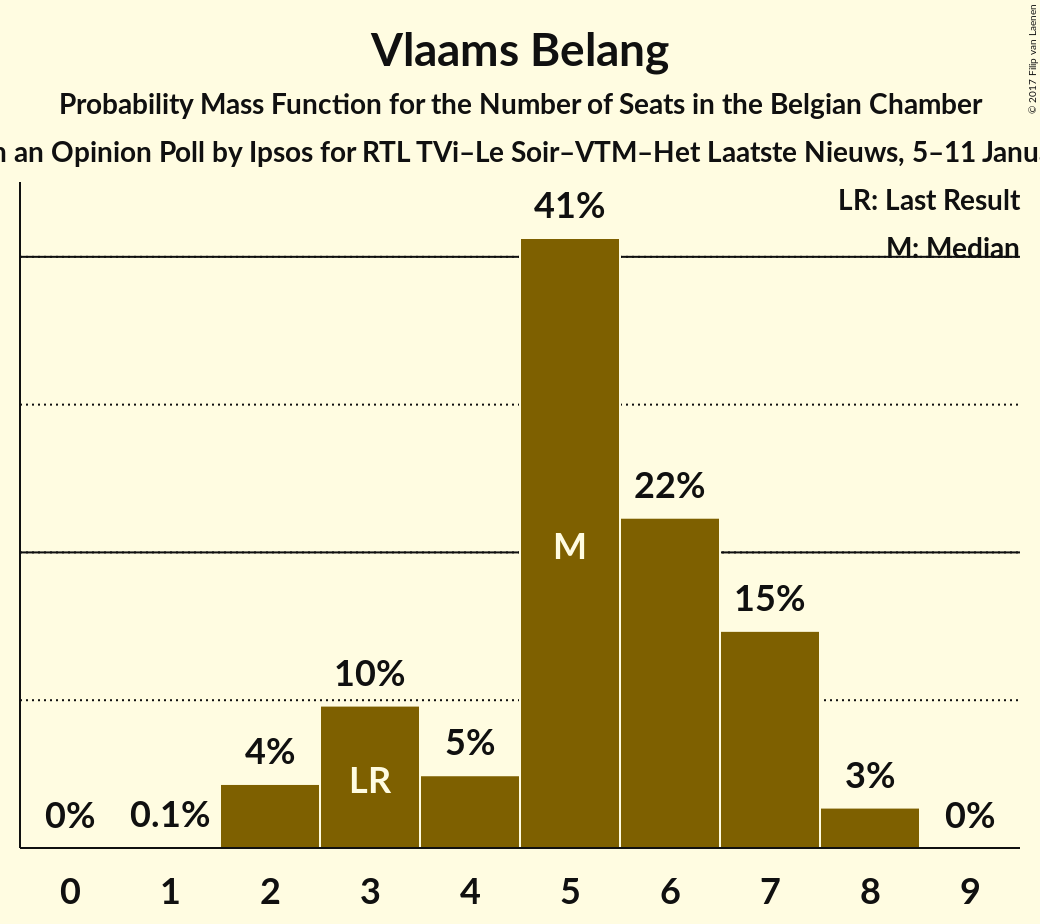 Vlaams Belang
Probability Mass Function for the Number of Seats in the Belgian Chamber
an Opinion Poll by Ipsos for RTL TVi–Le Soir–VTM–Het Laatste Nieuws, 5–11
© 2017 Filip van Laenen
LR: Last Result
M: Median
41%
22%
15%
10%
5%
4%
3%
0%
0.1%
0%
M
LR
0 1 2 3 4 5 6 7 8 9